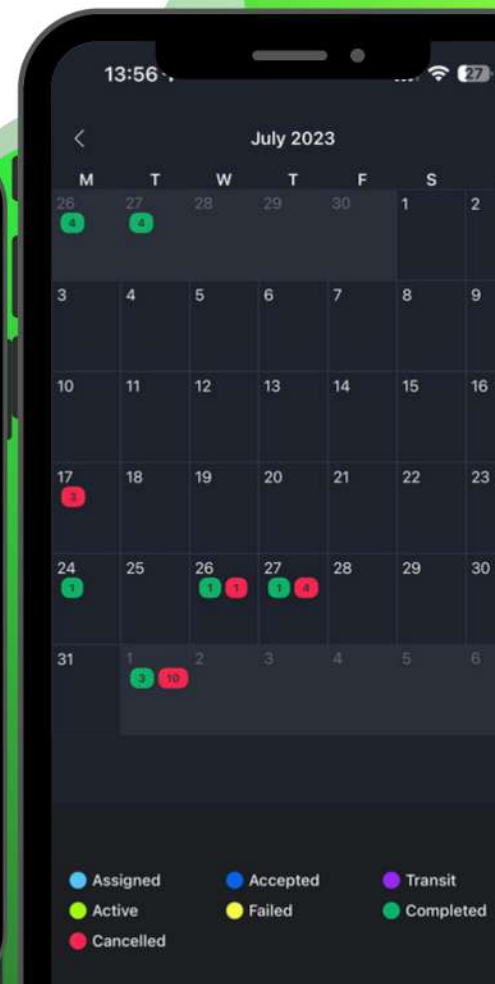 13:56
27
July 2023
M T W T F S
26 27 28 29 30 1 2
4 4
3 4 5 6 7 8 9
10 11 12 13 14 15 16
17 18 19 20 21 22 23
3
24 25 26 27 28 29 30
1 1 1 1 4
31 1 2 3 4 5 6
3 10
Assigned Accepted Transit
Active Failed Completed
Cancelled